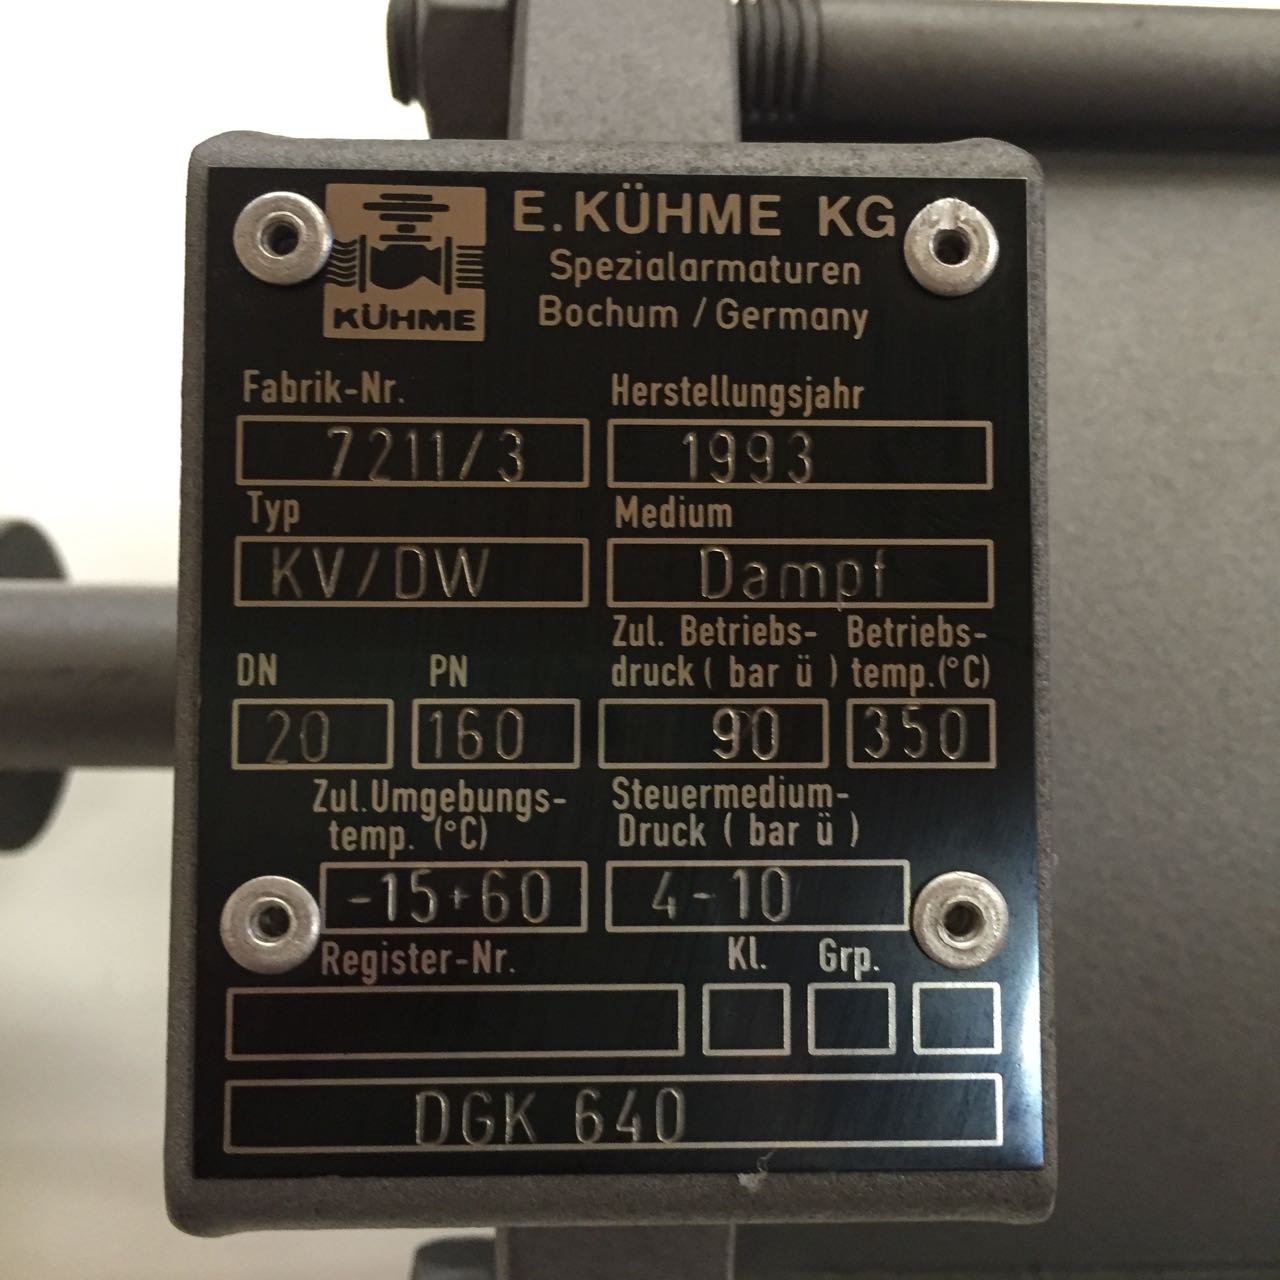 E.KÜHME KG
Spezialarmaturen
Bochum / Germany
KÜHME
Fabrik-Nr. Herstellungsjahr
7211/3 1993
Typ Medium
KV/DW Dampf
DN PN Zul. Betriebs- Betriebs-
druck ( bar ü ) temp.(°C)
20 160 90 350
Zul.Umgebungs- Steuermedium-
temp. (°C) Druck ( bar ü )
-15+60 4-10
Register-Nr. Kl. Grp.
DGK 640